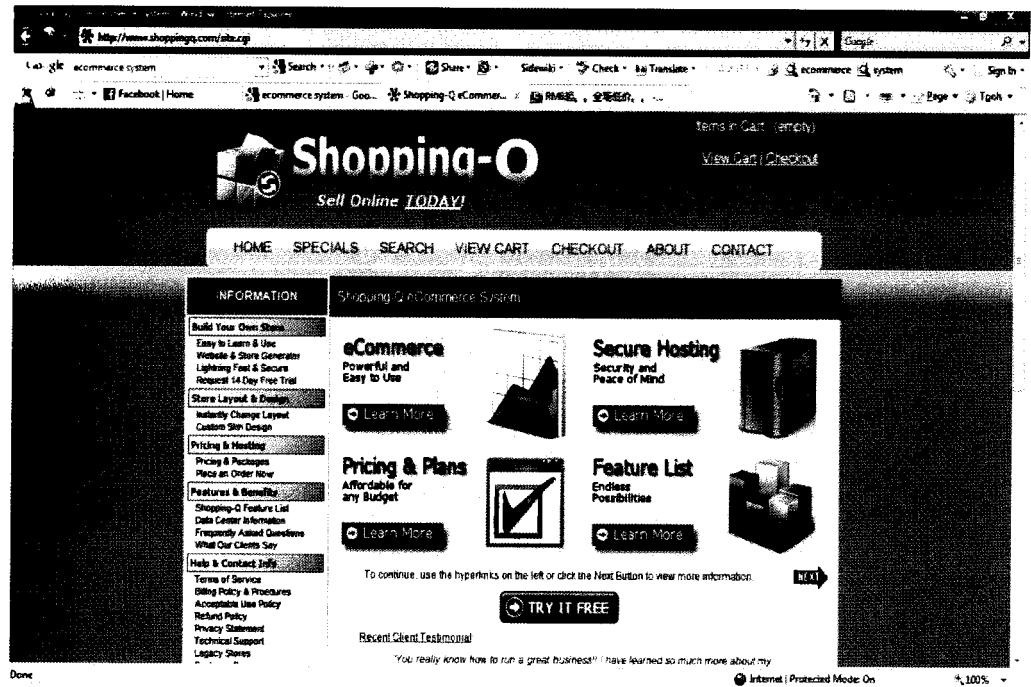 http://www.shoppingq.com/site.cgi
Google
ecommerce system
Search
Share
Sidewiki
Check
Translate
ecommerce
system
Sign In
Facebook | Home
ecommerce system - Goo...
Shopping-Q eCommer...
Page
Tools
Items in Cart (empty)
View Cart | Checkout
Shopping-Q
Sell Online TODAY!
HOME SPECIALS SEARCH VIEW CART CHECKOUT ABOUT CONTACT
INFORMATION
Build Your Own Store
Easy to Learn & Use
Website & Store Generator
Lightning Fast & Secure
Request 14 Day Free Trial
Store Layout & Design
Instantly Change Layout
Custom Skin Design
Pricing & Hosting
Pricing & Packages
Place an Order Now
Features & Benefits
Shopping-Q Feature List
Data Center Information
Frequently Asked Questions
What Our Clients Say
Help & Contact Info
Terms of Service
Billing Policy & Procedures
Acceptable Use Policy
Refund Policy
Privacy Statement
Technical Support
Legacy Stores
Shopping-Q eCommerce System
eCommerce
Powerful and
Easy to Use
Learn More
Secure Hosting
Security and
Peace of Mind
Learn More
Pricing & Plans
Affordable for
any Budget
Learn More
Feature List
Endless
Possibilities
Learn More
To continue, use the hyperlinks on the left or click the Next Button to view more information.
NEXT
TRY IT FREE
Recent Client Testimonial
"You really know how to run a great business!! I have learned so much more about my
Done
Internet | Protected Mode: On
100%